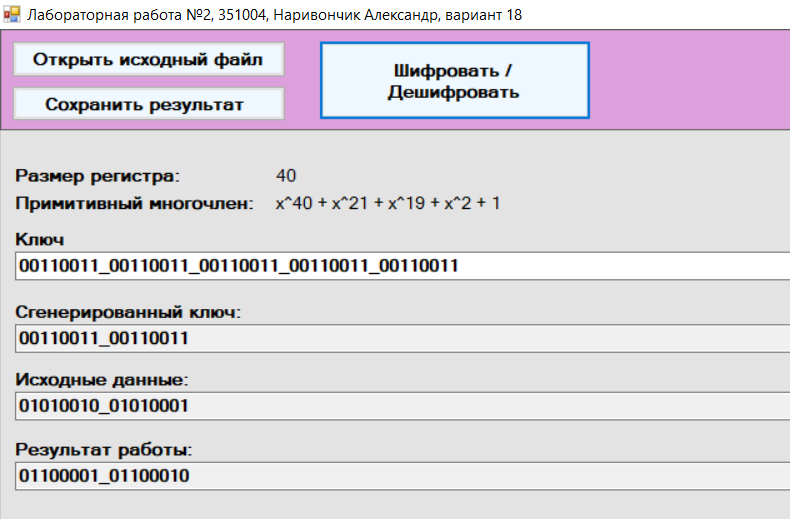 Лабораторная работа №2, 351004, Наривончик Александр, вариант 18
Открыть исходный файл
Сохранить результат
Шифровать /
Дешифровать
Размер регистра: 40
Примитивный многочлен: x^40 + x^21 + x^19 + x^2 + 1
Ключ
00110011_00110011_00110011_00110011_00110011
Сгенерированный ключ:
00110011_00110011
Исходные данные:
01010010_01010001
Результат работы:
01100001_01100010